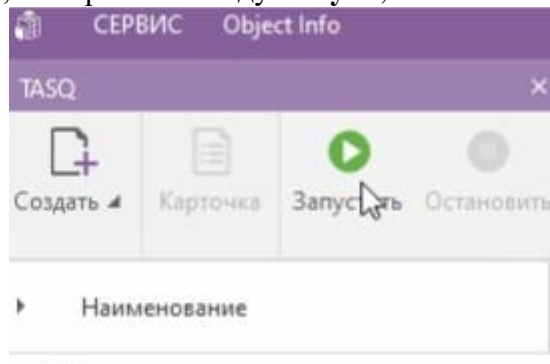 СЕРВИС Object Info
TASQ
Создать Карточка Запустить Остановить
Наименование